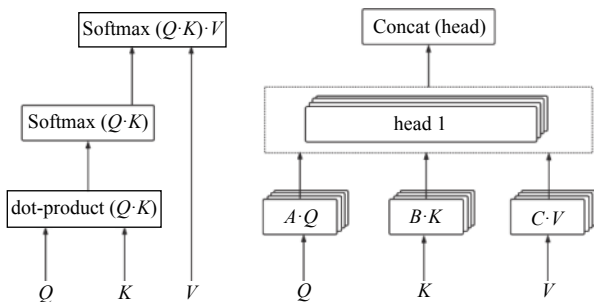 Softmax (Q·K)·V
Softmax (Q·K)
dot-product (Q·K)
Q K V
Concat (head)
head 1
A·Q B·K C·V
Q K V